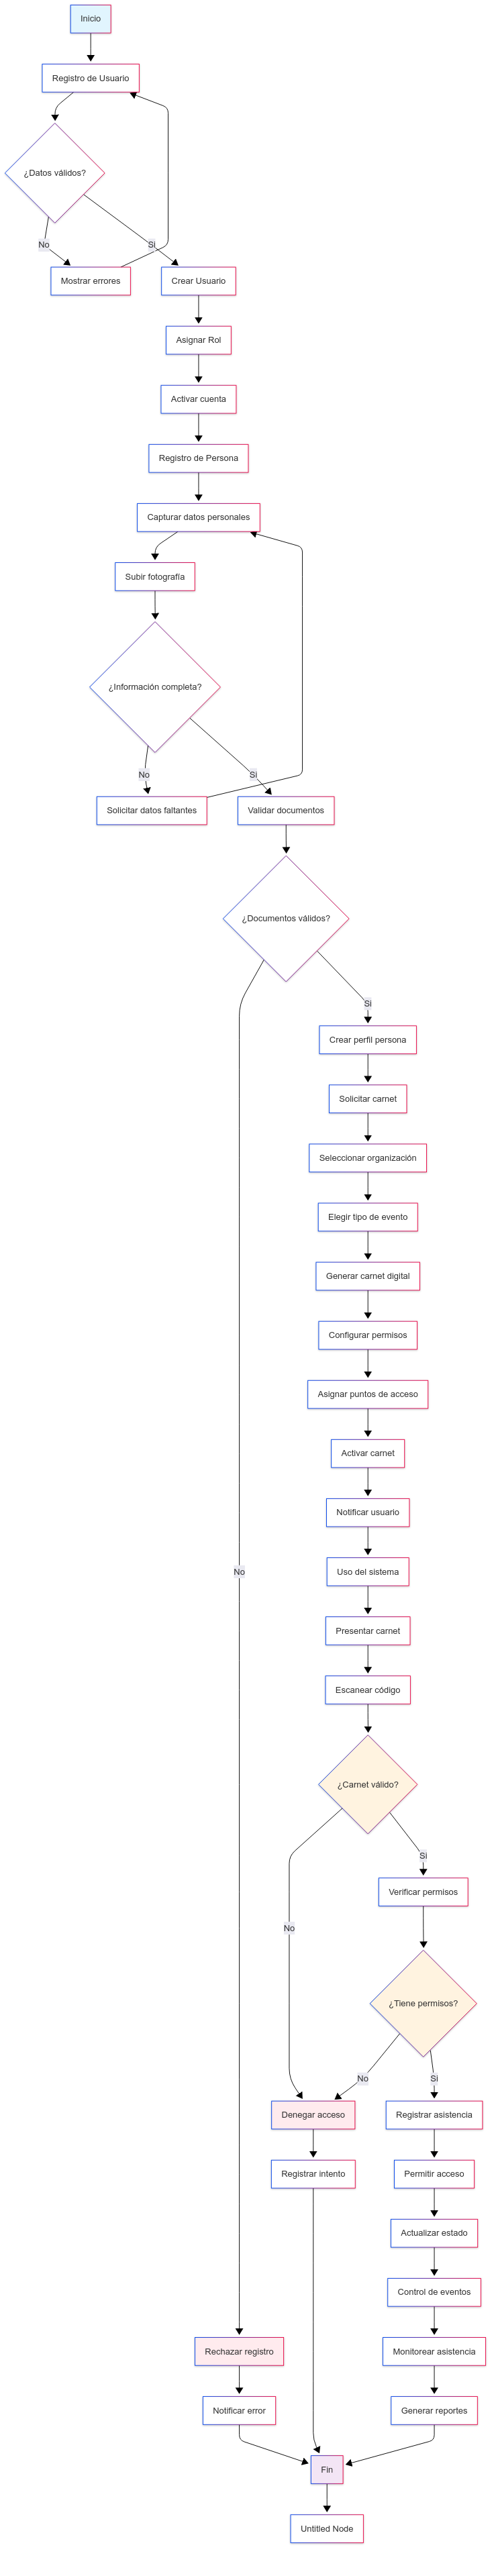 Inicio
Registro de Usuario
¿Datos válidos?
No
Si
Mostrar errores
Crear Usuario
Asignar Rol
Activar cuenta
Registro de Persona
Capturar datos personales
Subir fotografía
¿Información completa?
No
Si
Solicitar datos faltantes
Validar documentos
¿Documentos válidos?
Si
Crear perfil persona
Solicitar carnet
Seleccionar organización
Elegir tipo de evento
Generar carnet digital
Configurar permisos
Asignar puntos de acceso
Activar carnet
Notificar usuario
No
Uso del sistema
Presentar carnet
Escanear código
¿Carnet válido?
Si
Verificar permisos
No
¿Tiene permisos?
No
Si
Denegar acceso
Registrar asistencia
Registrar intento
Permitir acceso
Actualizar estado
Control de eventos
Rechazar registro
Monitorear asistencia
Notificar error
Generar reportes
Fin
Untitled Node